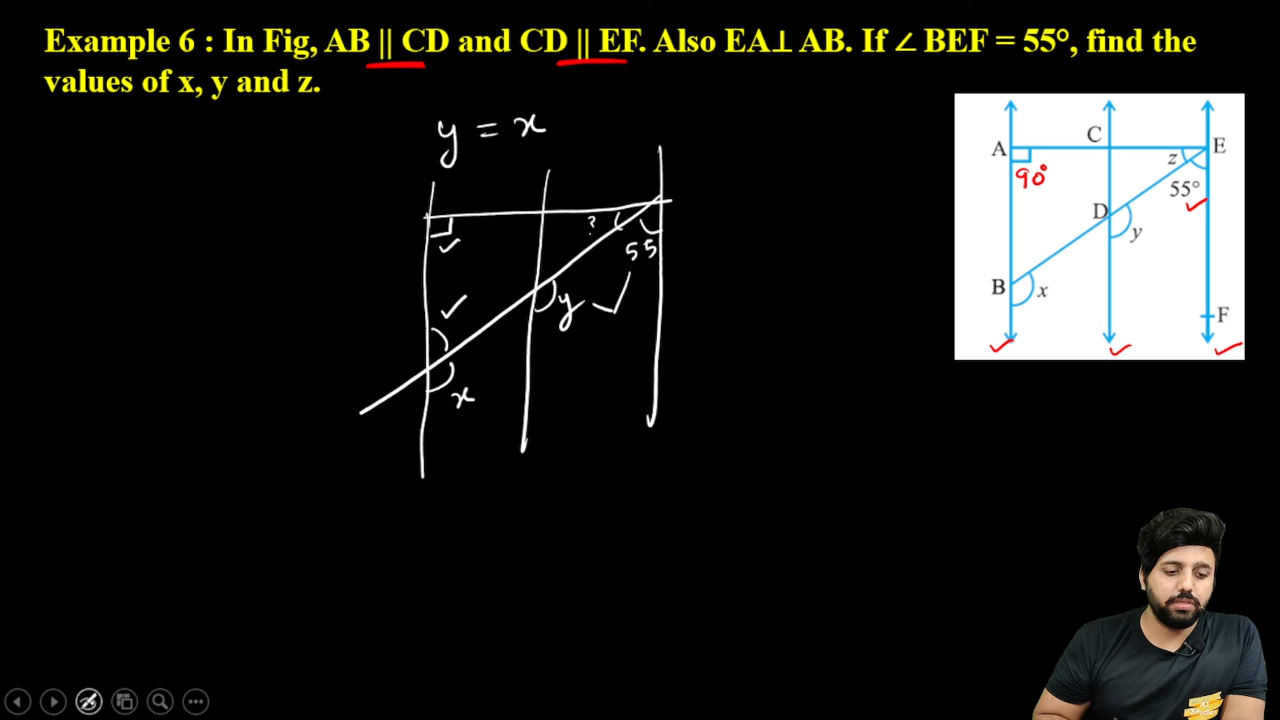 Example 6 : In Fig, AB || CD and CD || EF. Also EA⊥ AB. If ∠ BEF = 55°, find the
values of x, y and z.
y = x
?
55
y
x
A
C
E
90°
z
55°
D
y
B
x
F